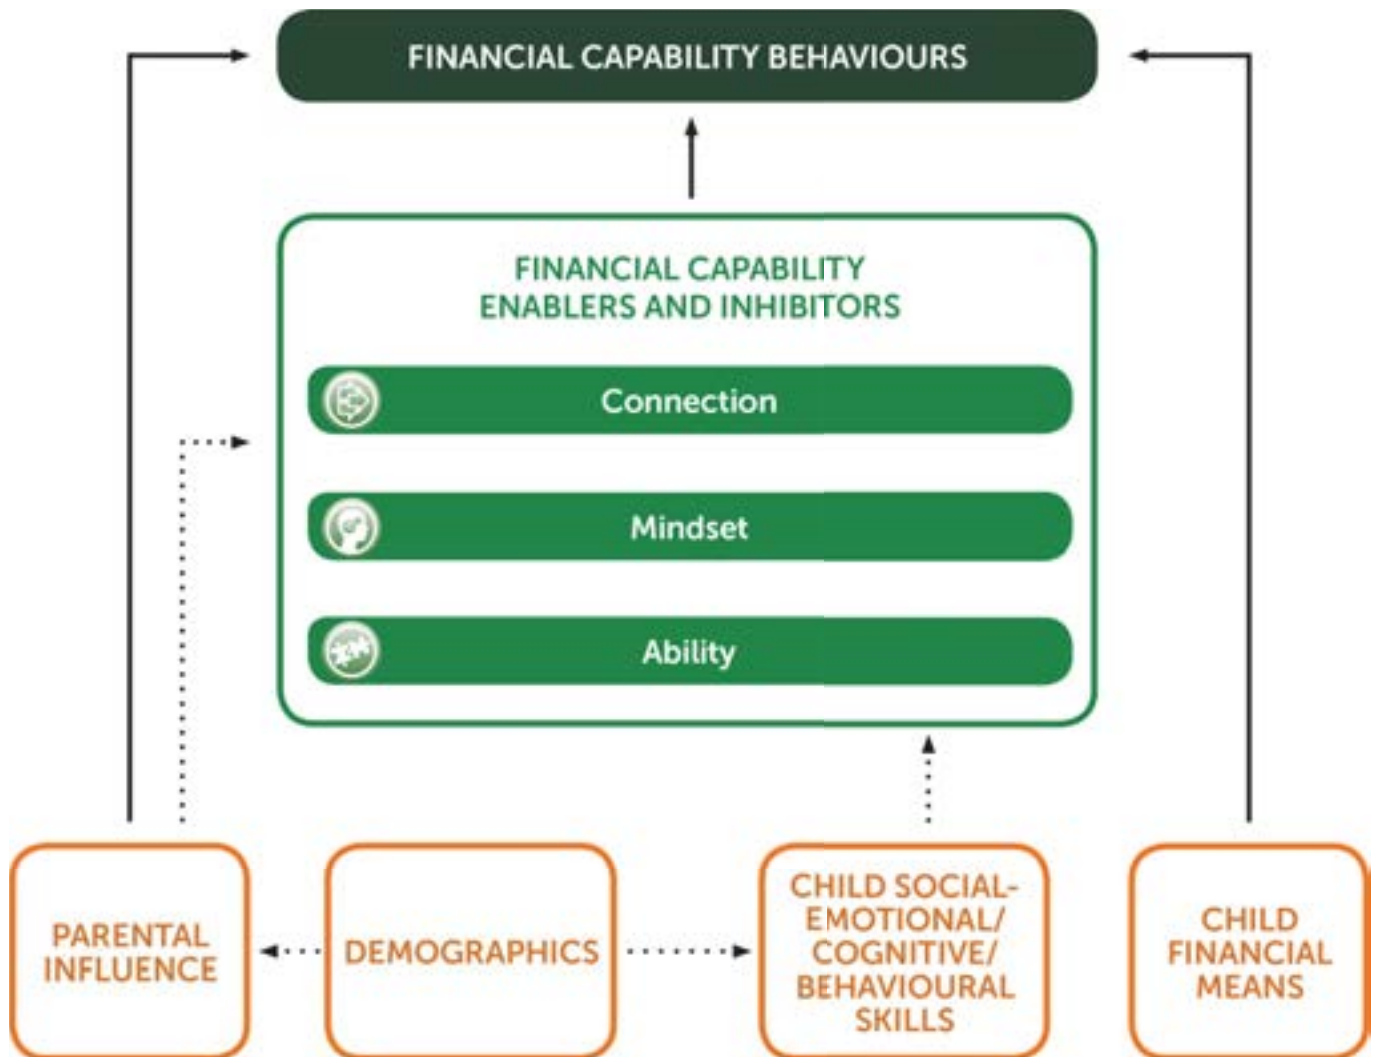 FINANCIAL CAPABILITY BEHAVIOURS
FINANCIAL CAPABILITY
ENABLERS AND INHIBITORS
Connection
Mindset
Ability
PARENTAL
INFLUENCE
DEMOGRAPHICS
CHILD SOCIAL-
EMOTIONAL/
COGNITIVE/
BEHAVIOURAL
SKILLS
CHILD
FINANCIAL
MEANS